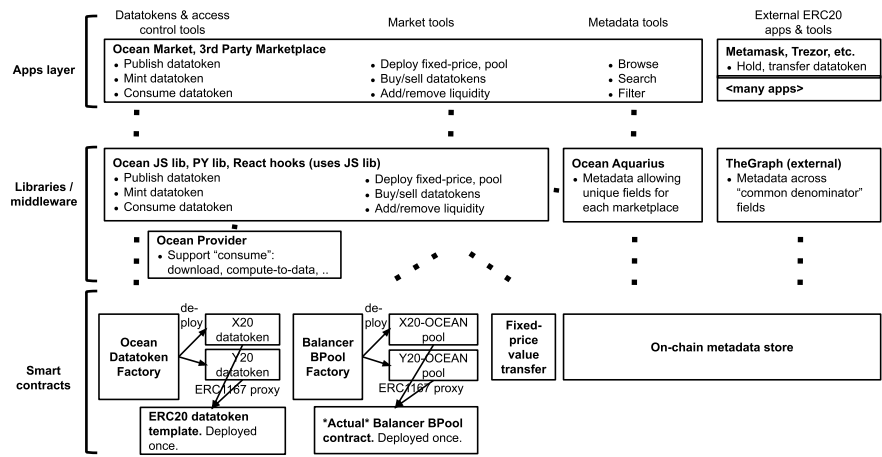 Datatokens & access
control tools
Market tools
Metadata tools
External ERC20
apps & tools
Apps layer
Ocean Market, 3rd Party Marketplace
• Publish datatoken
• Mint datatoken
• Consume datatoken
• Deploy fixed-price, pool
• Buy/sell datatokens
• Add/remove liquidity
• Browse
• Search
• Filter
Metamask, Trezor, etc.
• Hold, transfer datatoken
<many apps>
Libraries /
middleware
Ocean JS lib, PY lib, React hooks (uses JS lib)
• Publish datatoken
• Mint datatoken
• Consume datatoken
• Deploy fixed-price, pool
• Buy/sell datatokens
• Add/remove liquidity
Ocean Aquarius
• Metadata allowing
unique fields for
each marketplace
TheGraph (external)
• Metadata across
“common denominator”
fields
Ocean Provider
• Support “consume”:
download, compute-to-data, ..
Smart
contracts
Ocean
Datatoken
Factory
de-
ploy
X20
datatoken
Y20
datatoken
ERC1167 proxy
ERC20 datatoken
template. Deployed
once.
Balancer
BPool
Factory
de-
ploy
X20-OCEAN
pool
Y20-OCEAN
pool
ERC1167 proxy
*Actual* Balancer BPool
contract. Deployed once.
Fixed-
price
value
transfer
On-chain metadata store